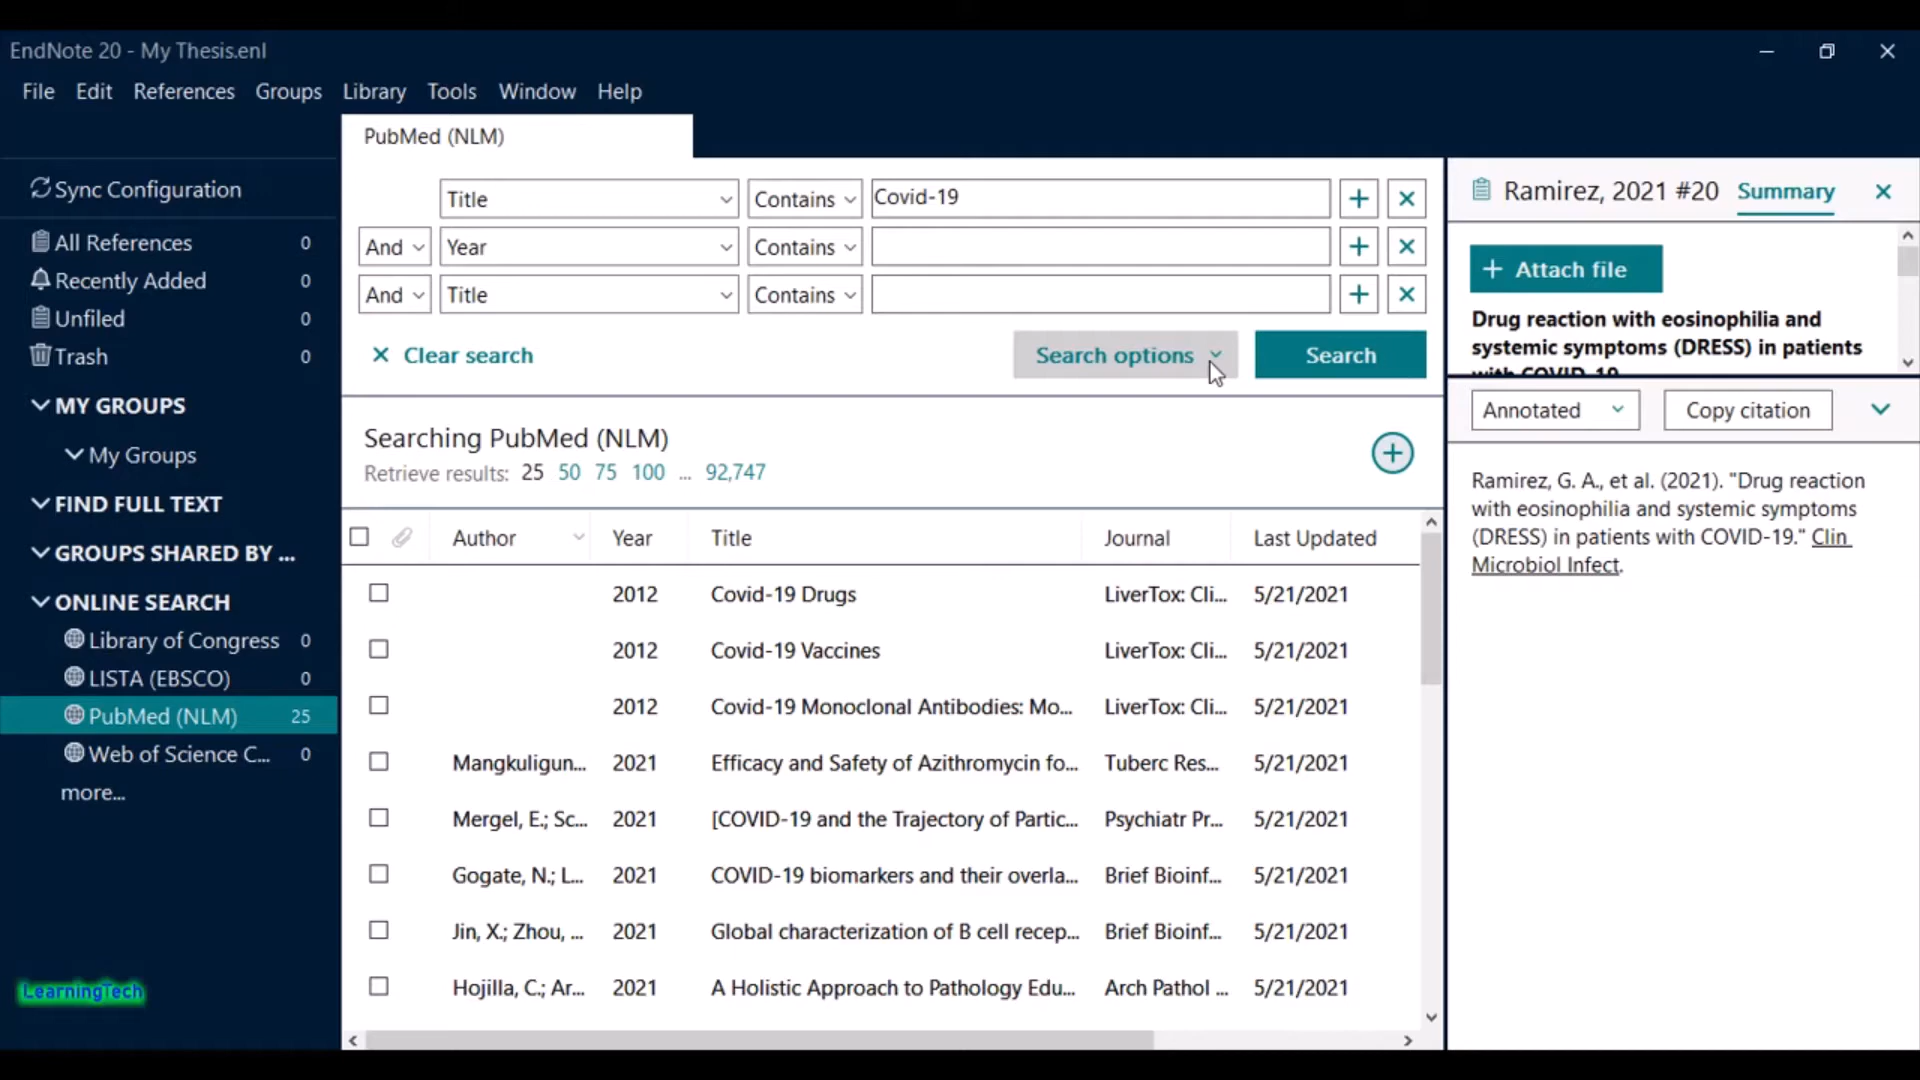 EndNote 20 - My Thesis.enl
File Edit References Groups Library Tools Window Help
PubMed (NLM)
Sync Configuration
All References 0
Recently Added 0
Unfiled 0
Trash 0
MY GROUPS
My Groups
FIND FULL TEXT
GROUPS SHARED BY ...
ONLINE SEARCH
Library of Congress 0
LISTA (EBSCO) 0
PubMed (NLM) 25
Web of Science C... 0
more...
LearningTech
Title Contains Covid-19
And Year Contains
And Title Contains
Clear search Search options Search
Searching PubMed (NLM)
Retrieve results: 25 50 75 100 ... 92,747
Author Year Title Journal Last Updated
2012 Covid-19 Drugs LiverTox: Cli... 5/21/2021
2012 Covid-19 Vaccines LiverTox: Cli... 5/21/2021
2012 Covid-19 Monoclonal Antibodies: Mo... LiverTox: Cli... 5/21/2021
Mangkuligun... 2021 Efficacy and Safety of Azithromycin fo... Tuberc Res... 5/21/2021
Mergel, E.; Sc... 2021 [COVID-19 and the Trajectory of Partic... Psychiatr Pr... 5/21/2021
Gogate, N.; L... 2021 COVID-19 biomarkers and their overla... Brief Bioinf... 5/21/2021
Jin, X.; Zhou, ... 2021 Global characterization of B cell recep... Brief Bioinf... 5/21/2021
Hojilla, C.; Ar... 2021 A Holistic Approach to Pathology Edu... Arch Pathol ... 5/21/2021
Ramirez, 2021 #20 Summary
+ Attach file
Drug reaction with eosinophilia and
systemic symptoms (DRESS) in patients
with COVID-19
Annotated Copy citation
Ramirez, G. A., et al. (2021). "Drug reaction
with eosinophilia and systemic symptoms
(DRESS) in patients with COVID-19." Clin
Microbiol Infect.